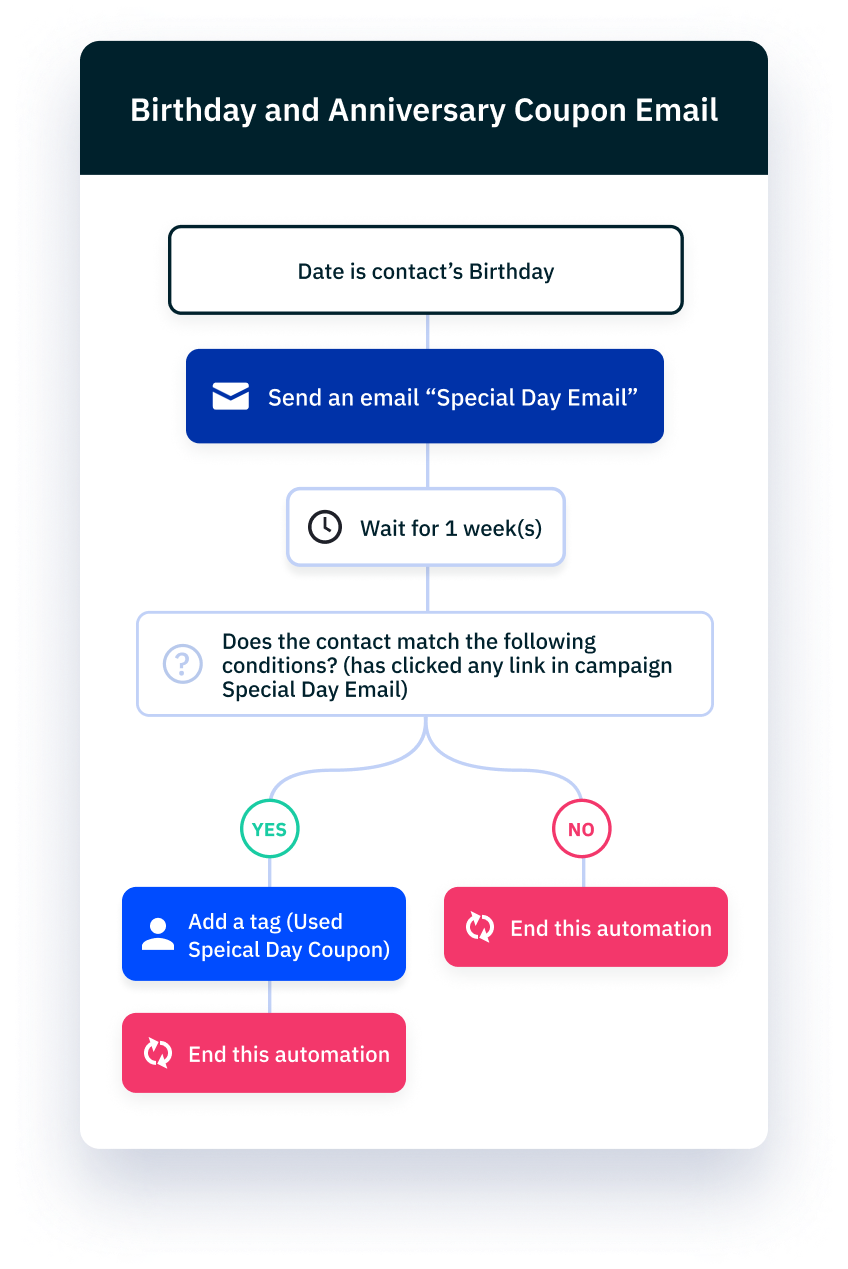 Birthday and Anniversary Coupon Email
Date is contact’s Birthday
Send an email “Special Day Email”
Wait for 1 week(s)
?
Does the contact match the following
conditions? (has clicked any link in campaign
Special Day Email)
YES
NO
Add a tag (Used
Speical Day Coupon)
End this automation
End this automation